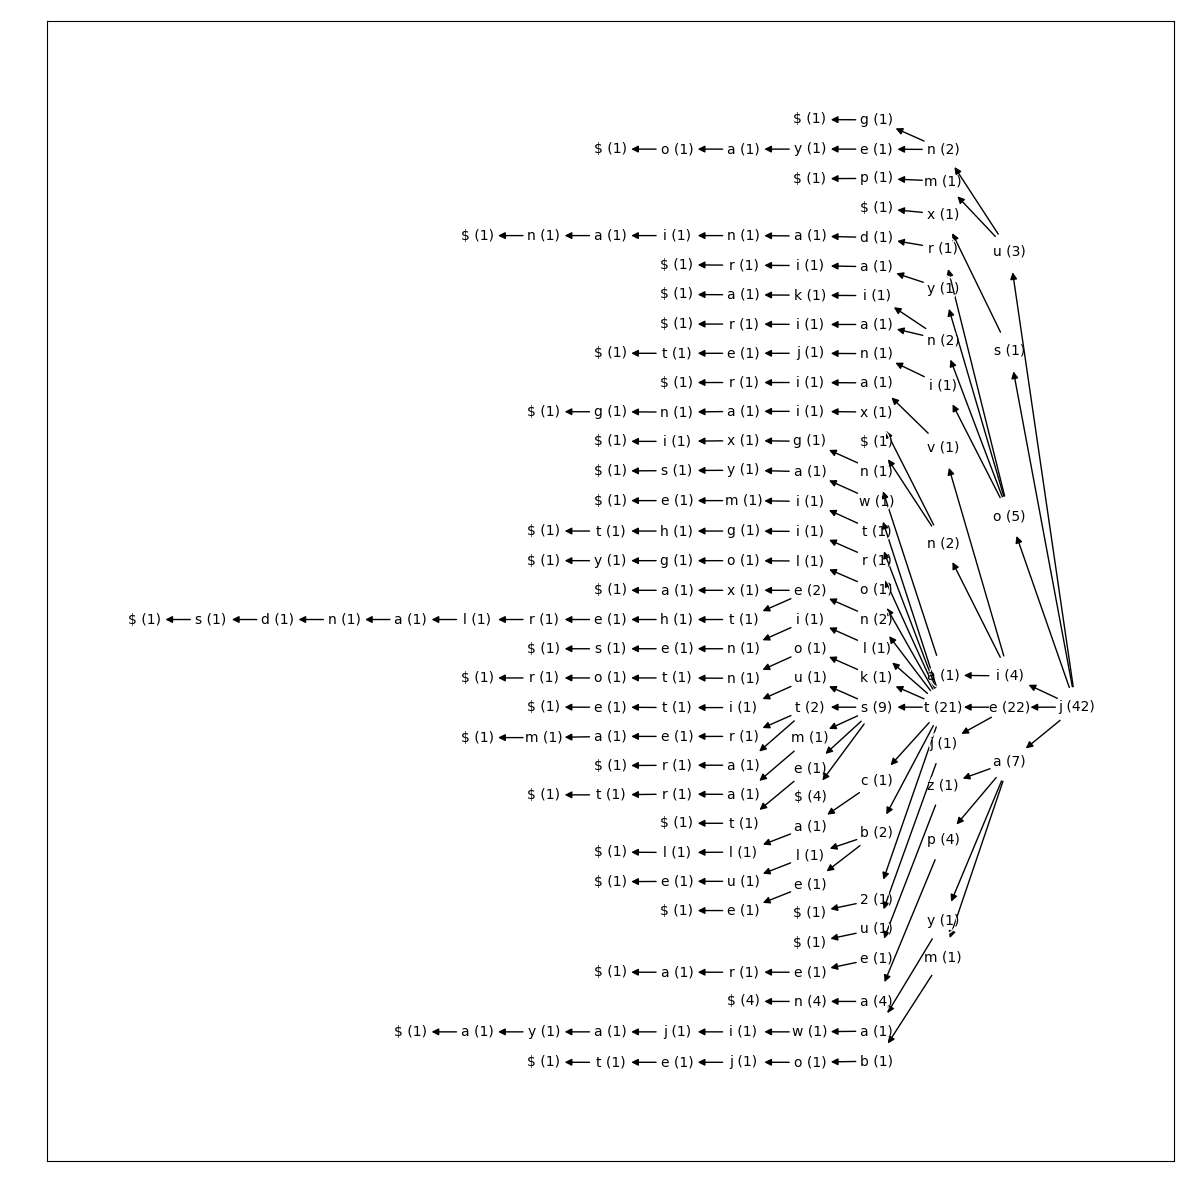 $ (1) g (1)
$ (1) o (1) a (1) y (1) e (1) n (2)
$ (1) p (1) m (1)
$ (1) x (1)
$ (1) n (1) a (1) i (1) n (1) a (1) d (1) r (1) u (3)
$ (1) r (1) i (1) a (1)
$ (1) a (1) k (1) i (1) y (1)
$ (1) r (1) i (1) a (1) n (2)
$ (1) t (1) e (1) j (1) n (1) s (1)
$ (1) r (1) i (1) a (1) i (1)
$ (1) g (1) n (1) a (1) i (1) x (1)
$ (1) i (1) x (1) g (1) $ (1) v (1)
$ (1) s (1) y (1) a (1) n (1)
$ (1) e (1) m (1) i (1) w (1)
$ (1) t (1) h (1) g (1) i (1) t (1) o (5)
$ (1) y (1) g (1) o (1) l (1) r (1) n (2)
$ (1) a (1) x (1) e (2) o (1)
$ (1) s (1) d (1) n (1) a (1) l (1) r (1) e (1) h (1) t (1) i (1) n (2)
$ (1) s (1) e (1) n (1) o (1) l (1)
$ (1) r (1) o (1) t (1) n (1) u (1) k (1) (1) i (4)
$ (1) e (1) t (1) i (1) t (2) s (9) t (21) e (22) j (42)
$ (1) m (1) a (1) e (1) r (1) m (1) j (1)
$ (1) r (1) a (1) e (1) a (7)
$ (1) t (1) r (1) a (1) $ (4) c (1) z (1)
$ (1) t (1) a (1) b (2) p (4)
$ (1) l (1) l (1) l (1)
$ (1) e (1) u (1) e (1)
$ (1) e (1) $ (1) 2 (1) y (1)
$ (1) u (1)
$ (1) a (1) r (1) e (1) e (1) m (1)
$ (4) n (4) a (4)
$ (1) a (1) y (1) a (1) j (1) i (1) w (1) a (1)
$ (1) t (1) e (1) j (1) o (1) b (1)